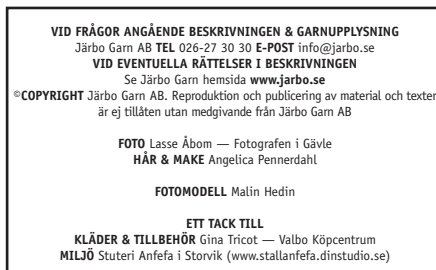 VID FRÅGOR ANGÅENDE BESKRIVNINGEN & GARNUPPLYSNING
Järbo Garn AB TEL 026-27 30 30 E-POST info@jarbo.se
VID EVENTUELLA RÄTTELSER I BESKRIVNINGEN
Se Järbo Garn hemsida www.jarbo.se
©COPYRIGHT Järbo Garn AB. Reproduktion och publicering av material och texter
är ej tillåten utan medgivande från Järbo Garn AB
FOTO Lasse Åbom — Fotografen i Gävle
HÅR & MAKE Angelica Pennerdahl
FOTOMODELL Malin Hedin
ETT TACK TILL
KLÄDER & TILLBEHÖR Gina Tricot — Valbo Köpcentrum
MILJÖ Stuteri Anfefa i Storvik (www.stallanfefa.dinstudio.se)